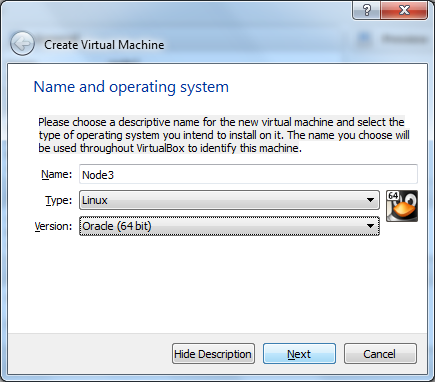 ?
Create Virtual Machine
Name and operating system
Please choose a descriptive name for the new virtual machine and select the
type of operating system you intend to install on it. The name you choose will
be used throughout VirtualBox to identify this machine.
Name: Node3
Type: Linux 64
Version: Oracle (64 bit)
Hide Description Next Cancel